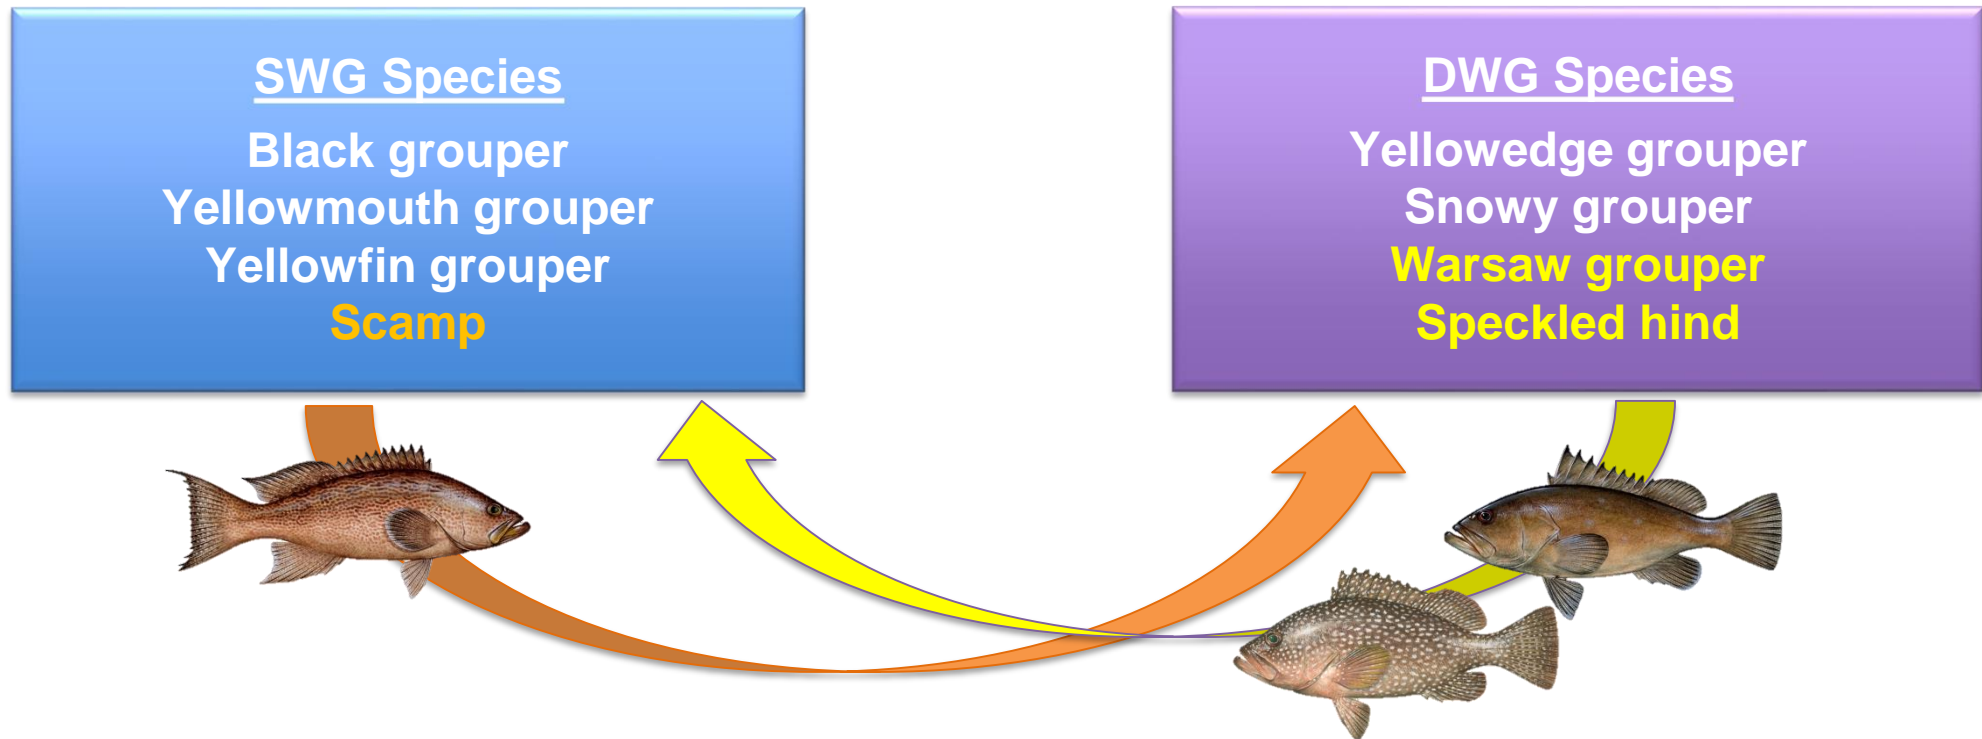 SWG Species
Black grouper
Yellowmouth grouper
Yellowfin grouper
Scamp
DWG Species
Yellowedge grouper
Snowy grouper
Warsaw grouper
Speckled hind